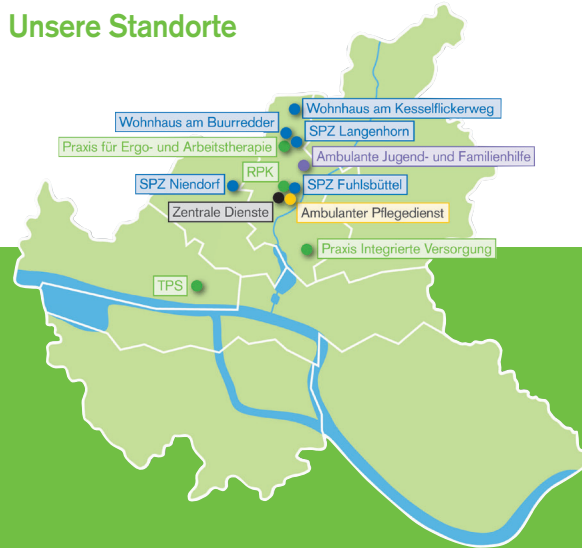 Unsere Standorte
Wohnhaus am Kesselflickerweg
Wohnhaus am Buurredder
SPZ Langenhorn
Praxis für Ergo- und Arbeitstherapie
Ambulante Jugend- und Familienhilfe
RPK
SPZ Niendorf
SPZ Fuhlsbüttel
Zentrale Dienste
Ambulanter Pflegedienst
Praxis Integrierte Versorgung
TPS